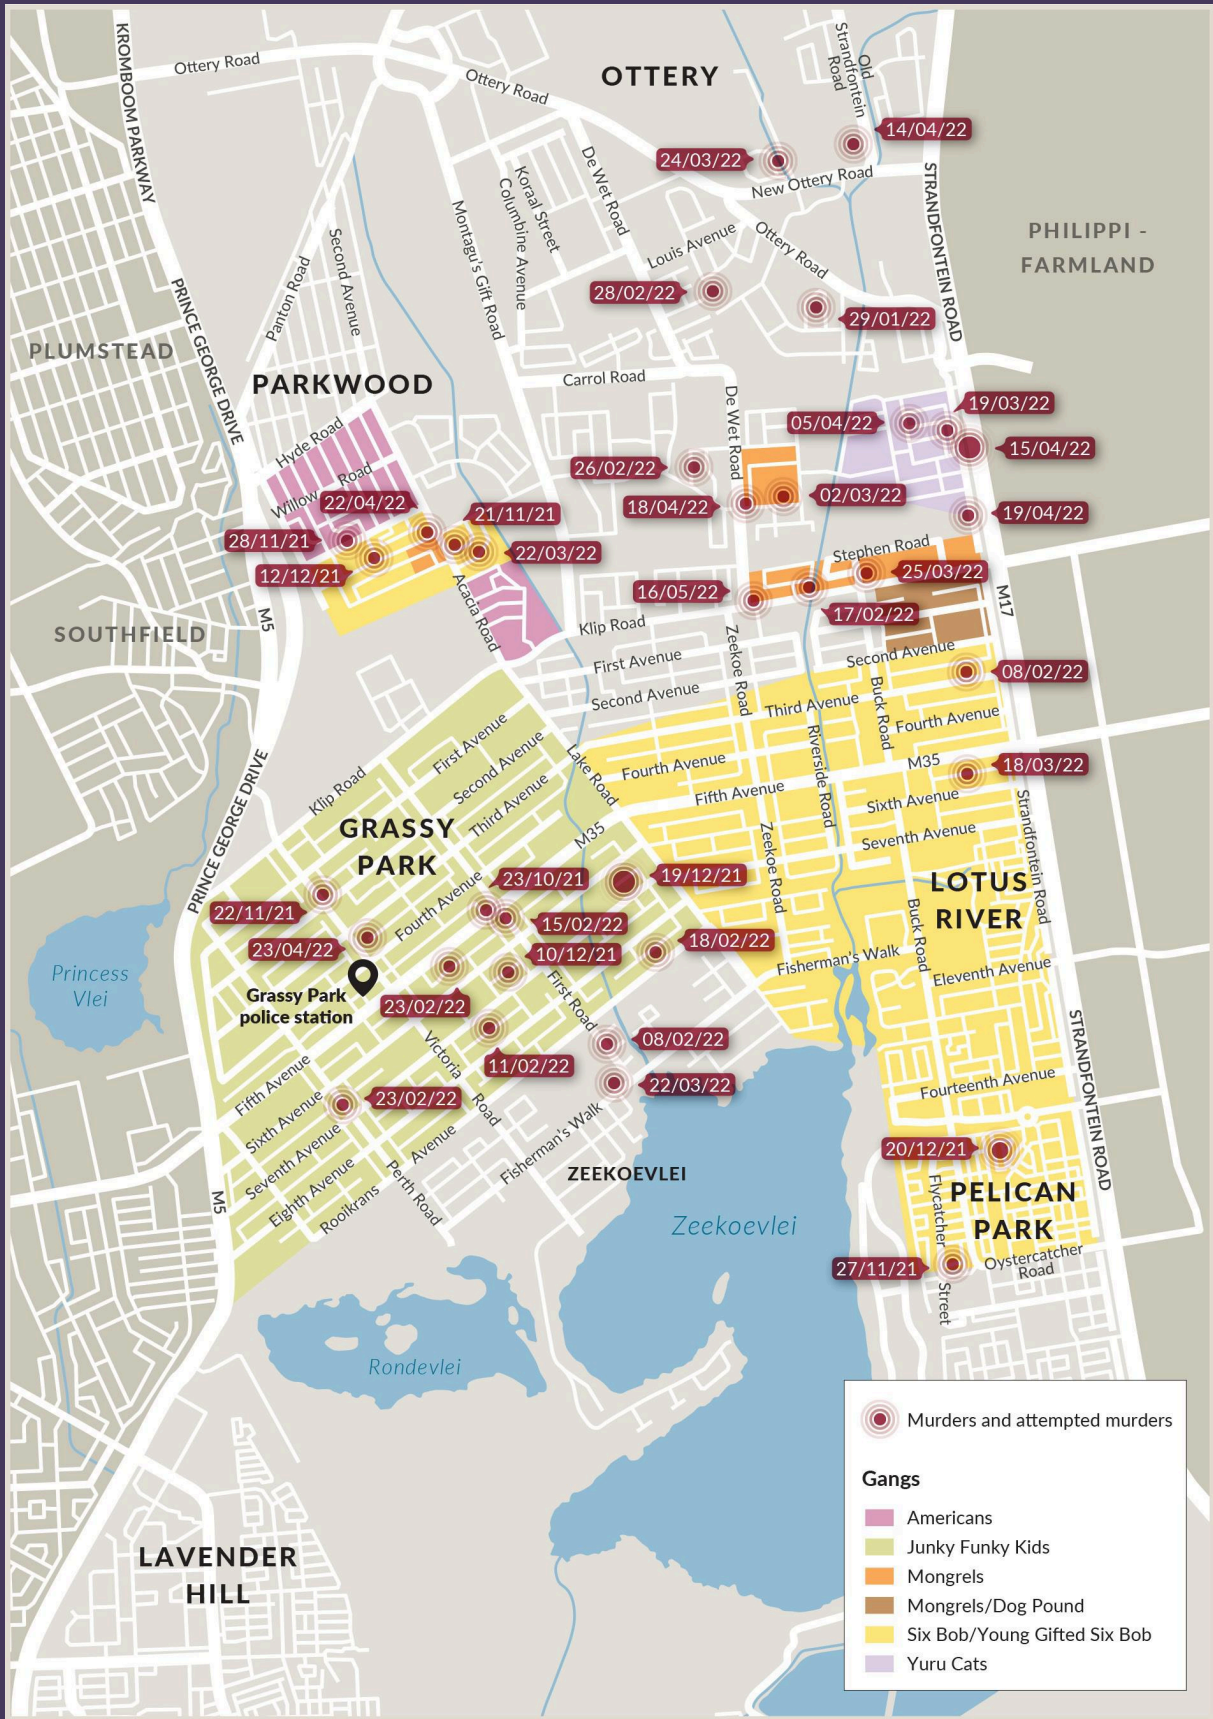 KROMBOOM PARKWAY
Ottery Road
Ottery Road
OTTERY
Old
Strandfontein
Road
14/04/22
24/03/22
New Ottery Road
STRANDFONTEIN ROAD
PHILIPPI -
FARMLAND
De Wet Road
Koraal Street
Columbine Avenue
Montagu's Gift Road
Louis Avenue
Ottery Road
Second Avenue
Panton Road
PRINCE GEORGE DRIVE
28/02/22
29/01/22
PLUMSTEAD
PARKWOOD
Carrol Road
De Wet Road
19/03/22
05/04/22
15/04/22
Hyde Road
Willow Road
26/02/22
02/03/22
18/04/22
19/04/22
22/04/22
21/11/21
28/11/21
22/03/22
12/12/21
Stephen Road
25/03/22
16/05/22
17/02/22
M17
Acacia Road
M5
SOUTHFIELD
Klip Road
First Avenue
Second Avenue
Zeekoe Road
Second Avenue
08/02/22
Third Avenue
Buck Road
Fourth Avenue
PRINCE GEORGE DRIVE
First Avenue
Second Avenue
Third Avenue
Klip Road
Lake Road
Fourth Avenue
Fifth Avenue
Riverside Road
M35
18/03/22
Sixth Avenue
Seventh Avenue
Strandfontein Road
M35
Zeekoe Road
GRASSY
PARK
Fourth Avenue
23/10/21
19/12/21
LOTUS
RIVER
22/11/21
15/02/22
23/04/22
10/12/21
18/02/22
Buck Road
Fisherman's Walk
Eleventh Avenue
Princess
Vlei
Grassy Park
police station
23/02/22
First Road
08/02/22
11/02/22
22/03/22
STRANDFONTEIN ROAD
Victoria Road
Fifth Avenue
23/02/22
Sixth Avenue
Seventh Avenue
Eighth Avenue
Rooikrans Avenue
Perth Road
Fisherman's Walk
Fourteenth Avenue
ZEEKOEVLEI
20/12/21
M5
PELICAN
PARK
Zeekoevlei
Flycatcher Street
27/11/21
Oystercatcher
Road
Rondevlei
LAVENDER
HILL
Murders and attempted murders
Gangs
Americans
Junky Funky Kids
Mongrels
Mongrels/Dog Pound
Six Bob/Young Gifted Six Bob
Yuru Cats